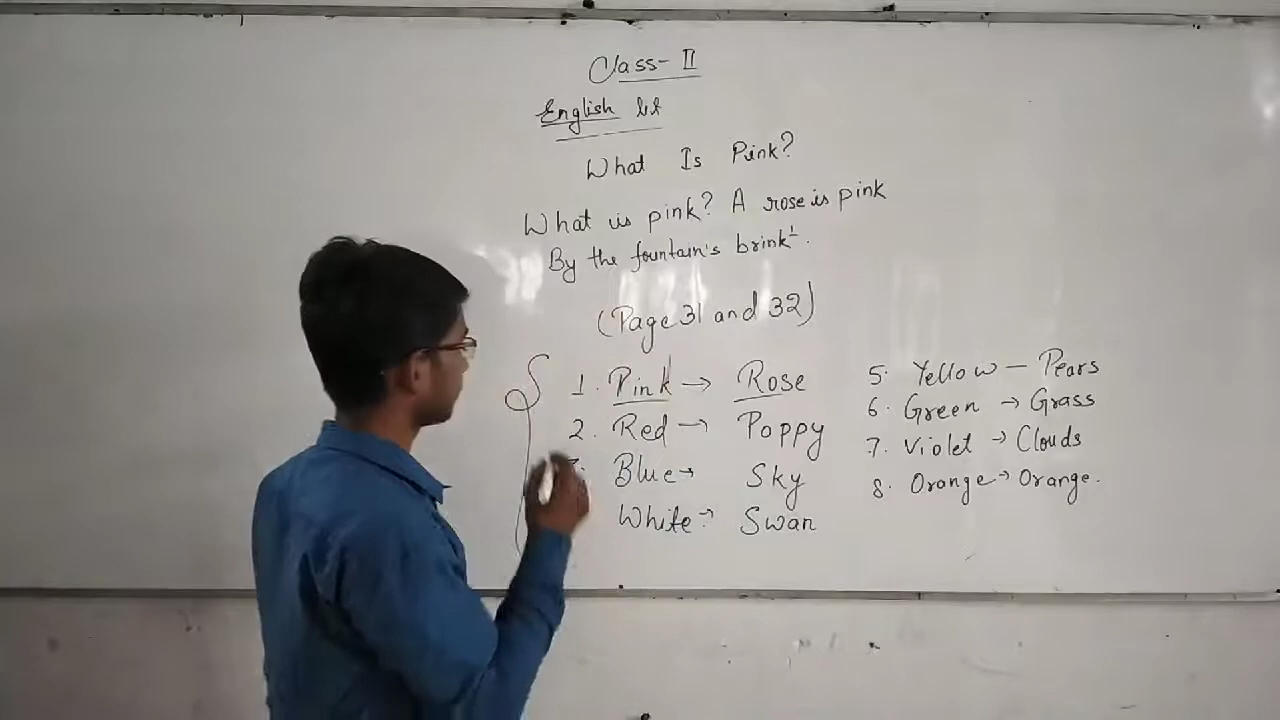 Class - II
English
What Is Pink?
What is pink? A rose is pink
By the fountain's brink.
(Page 31 and 32)
1. Pink → Rose
2. Red → Poppy
3. Blue → Sky
White → Swan
5. Yellow — Pears
6. Green → Grass
7. Violet → Clouds
8. Orange → Orange.